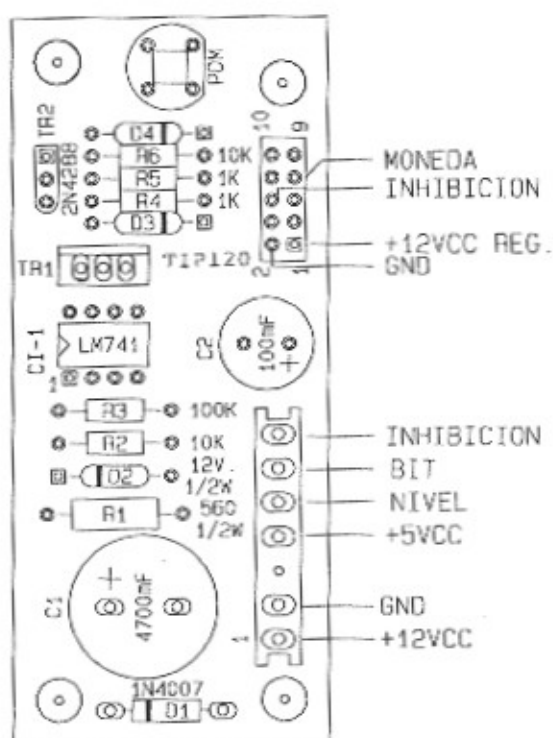 PCM
TR2
2N4288
D4
R6
10K
R5
1K
R4
1K
D3
10
9
MONEDA
INHIBICION
+12VCC REG.
GND
2
1
TR1
TIP120
CI-1
LM741
1
C2
100mF
+
R3
100K
R2
10K
D2
12V.
1/2W
R1
560
1/2W
INHIBICION
BIT
NIVEL
+5VCC
GND
+12VCC
1
C1
+
4700mF
1N4007
D1